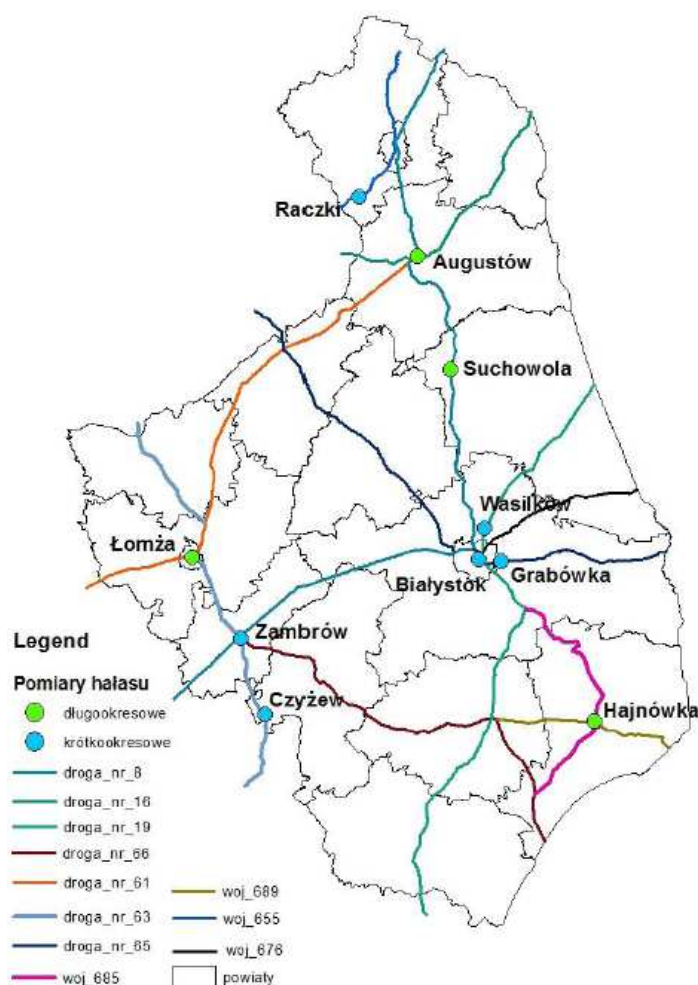 Raczki
Augustów
Suchowola
Wasilków
Łomża
Białystok
Grabówka
Zambrów
Czyżew
Hajnówka
Legend
Pomiary hałasu
długookresowe
krótkookresowe
droga_nr_8
droga_nr_16
droga_nr_19
droga_nr_66
droga_nr_61
droga_nr_63
droga_nr_65
woj_685
woj_689
woj_655
woj_676
powiaty